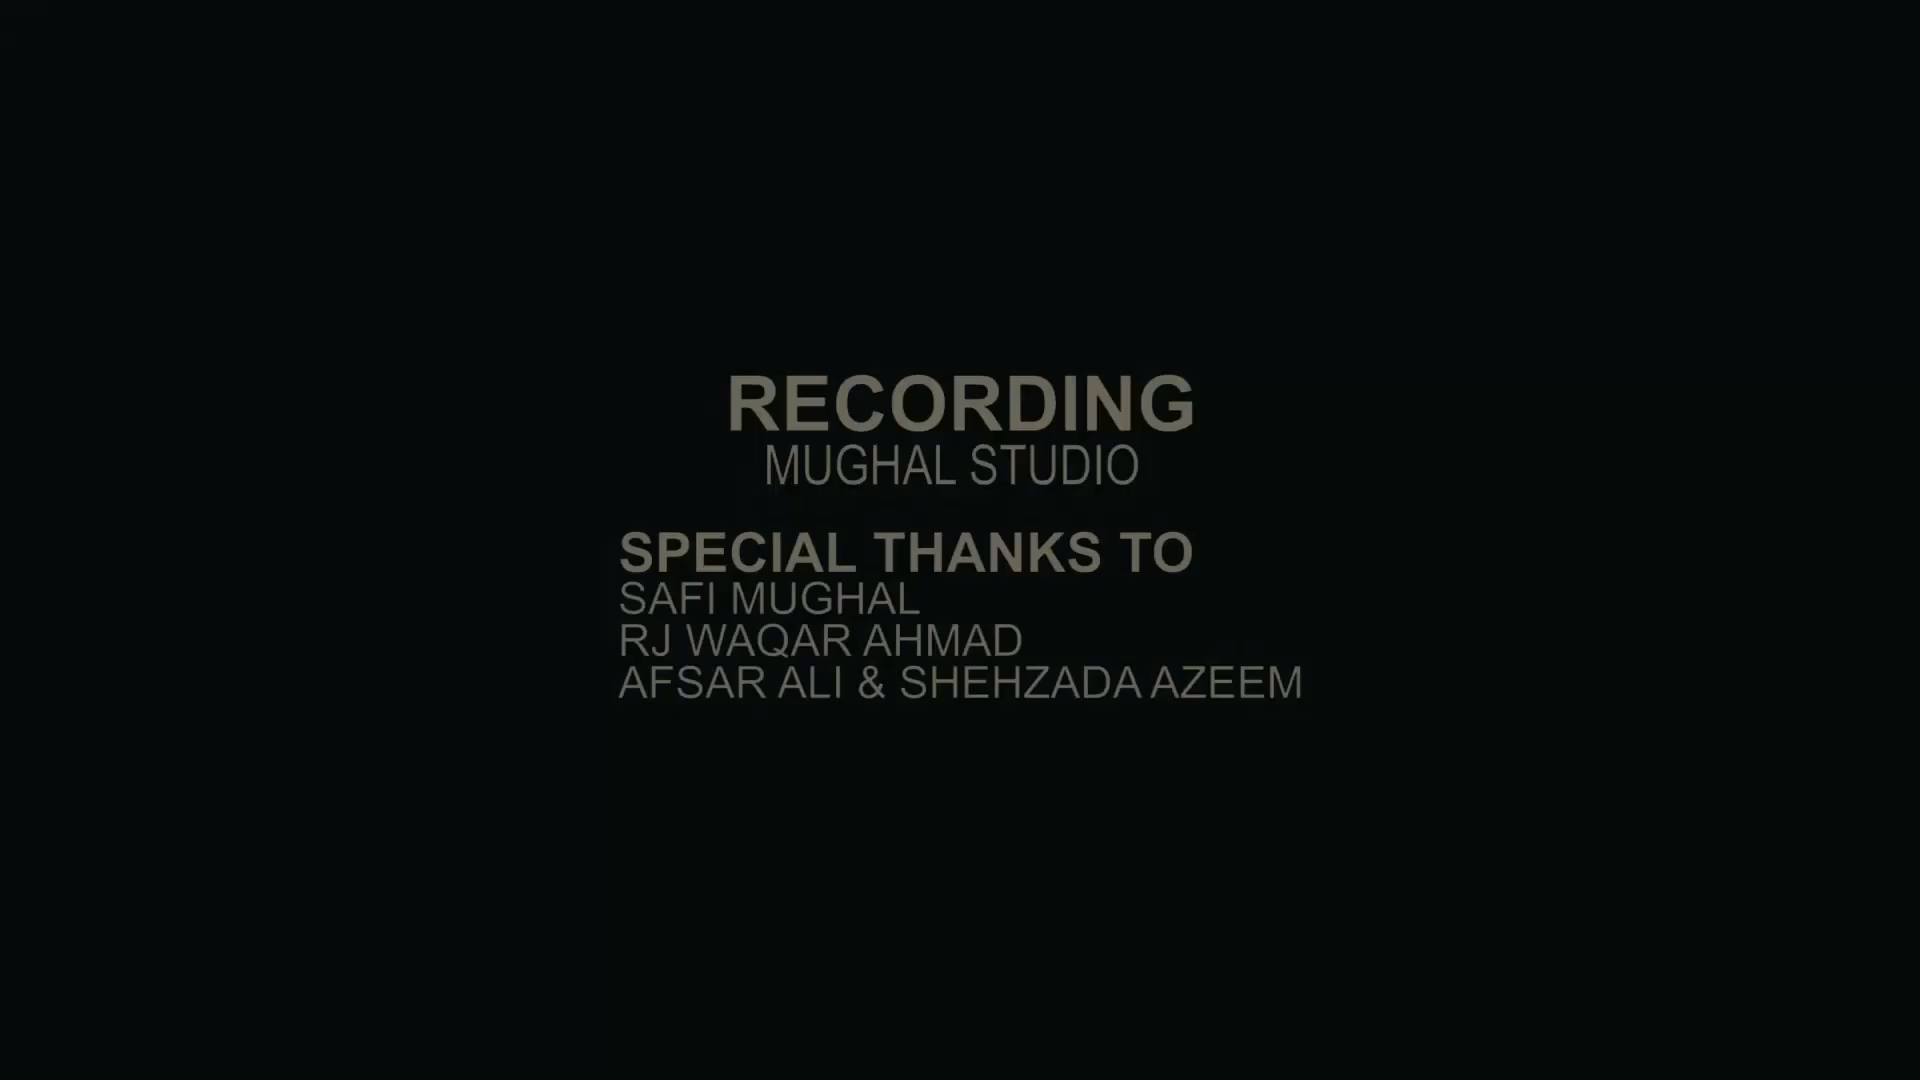 RECORDING
MUGHAL STUDIO
SPECIAL THANKS TO
SAFI MUGHAL
RJ WAQAR AHMAD
AFSAR ALI & SHEHZADA AZEEM